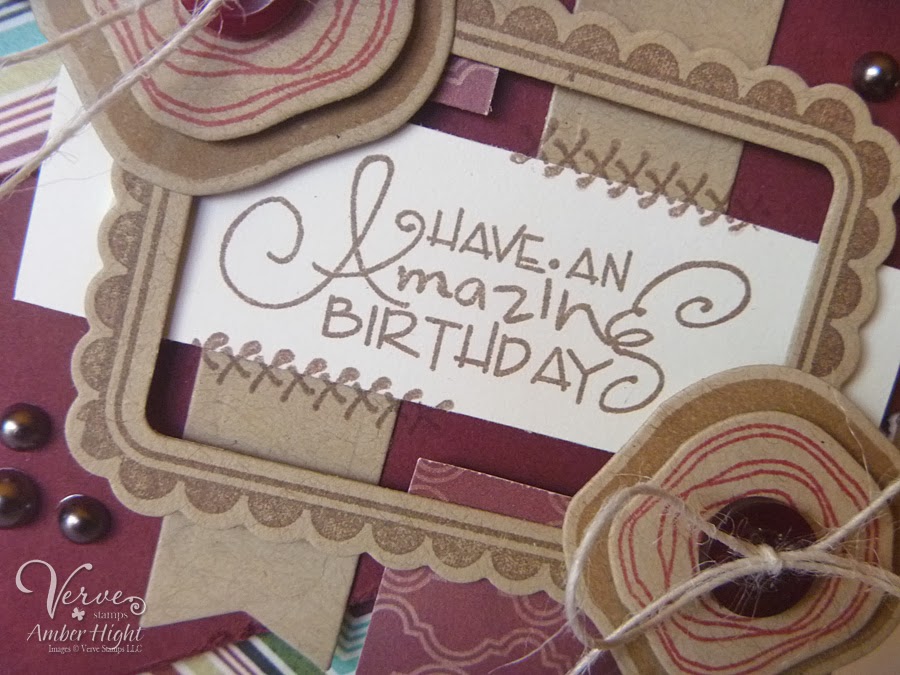 HAVE • AN
Amazing
BIRTHDAY
Verve
stamps
Amber Hight
Images © Verve Stamps LLC